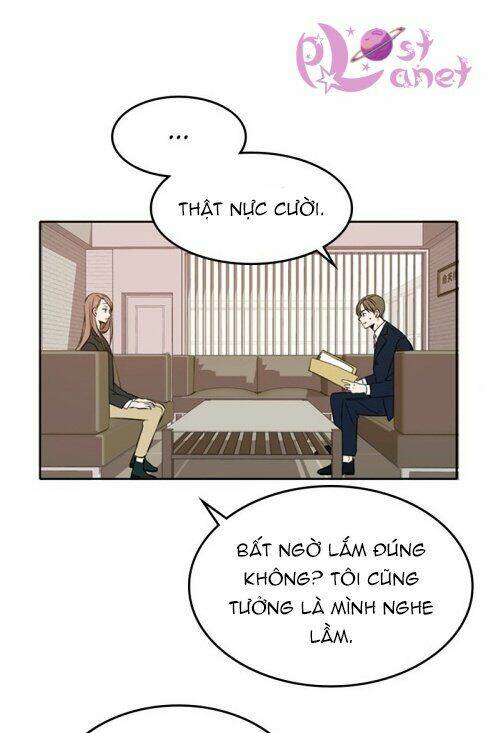 Lost
Planet
...
THẬT NỰC CƯỜI.
BẤT NGỜ LẮM ĐÚNG
KHÔNG? TÔI CŨNG
TƯỞNG LÀ MÌNH NGHE
LẦM.